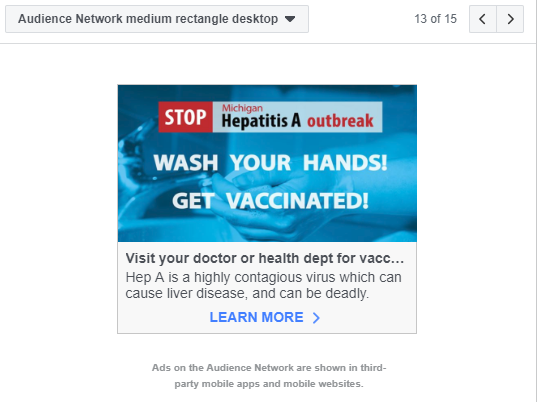 Audience Network medium rectangle desktop
13 of 15
STOP
Michigan
Hepatitis A outbreak
WASH YOUR HANDS!
GET VACCINATED!
Visit your doctor or health dept for vacc...
Hep A is a highly contagious virus which can
cause liver disease, and can be deadly.
LEARN MORE
Ads on the Audience Network are shown in third-
party mobile apps and mobile websites.